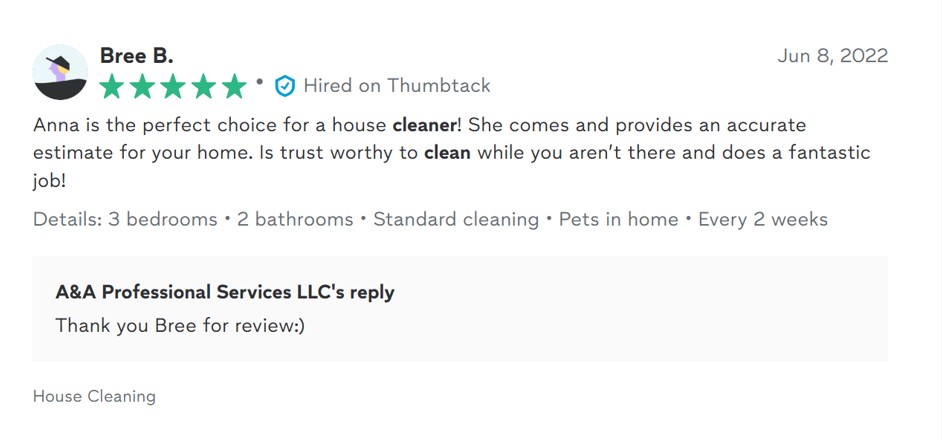 Bree B.
Jun 8, 2022
• Hired on Thumbtack
Anna is the perfect choice for a house cleaner! She comes and provides an accurate
estimate for your home. Is trust worthy to clean while you aren’t there and does a fantastic
job!
Details: 3 bedrooms • 2 bathrooms • Standard cleaning • Pets in home • Every 2 weeks
A&A Professional Services LLC's reply
Thank you Bree for review:)
House Cleaning